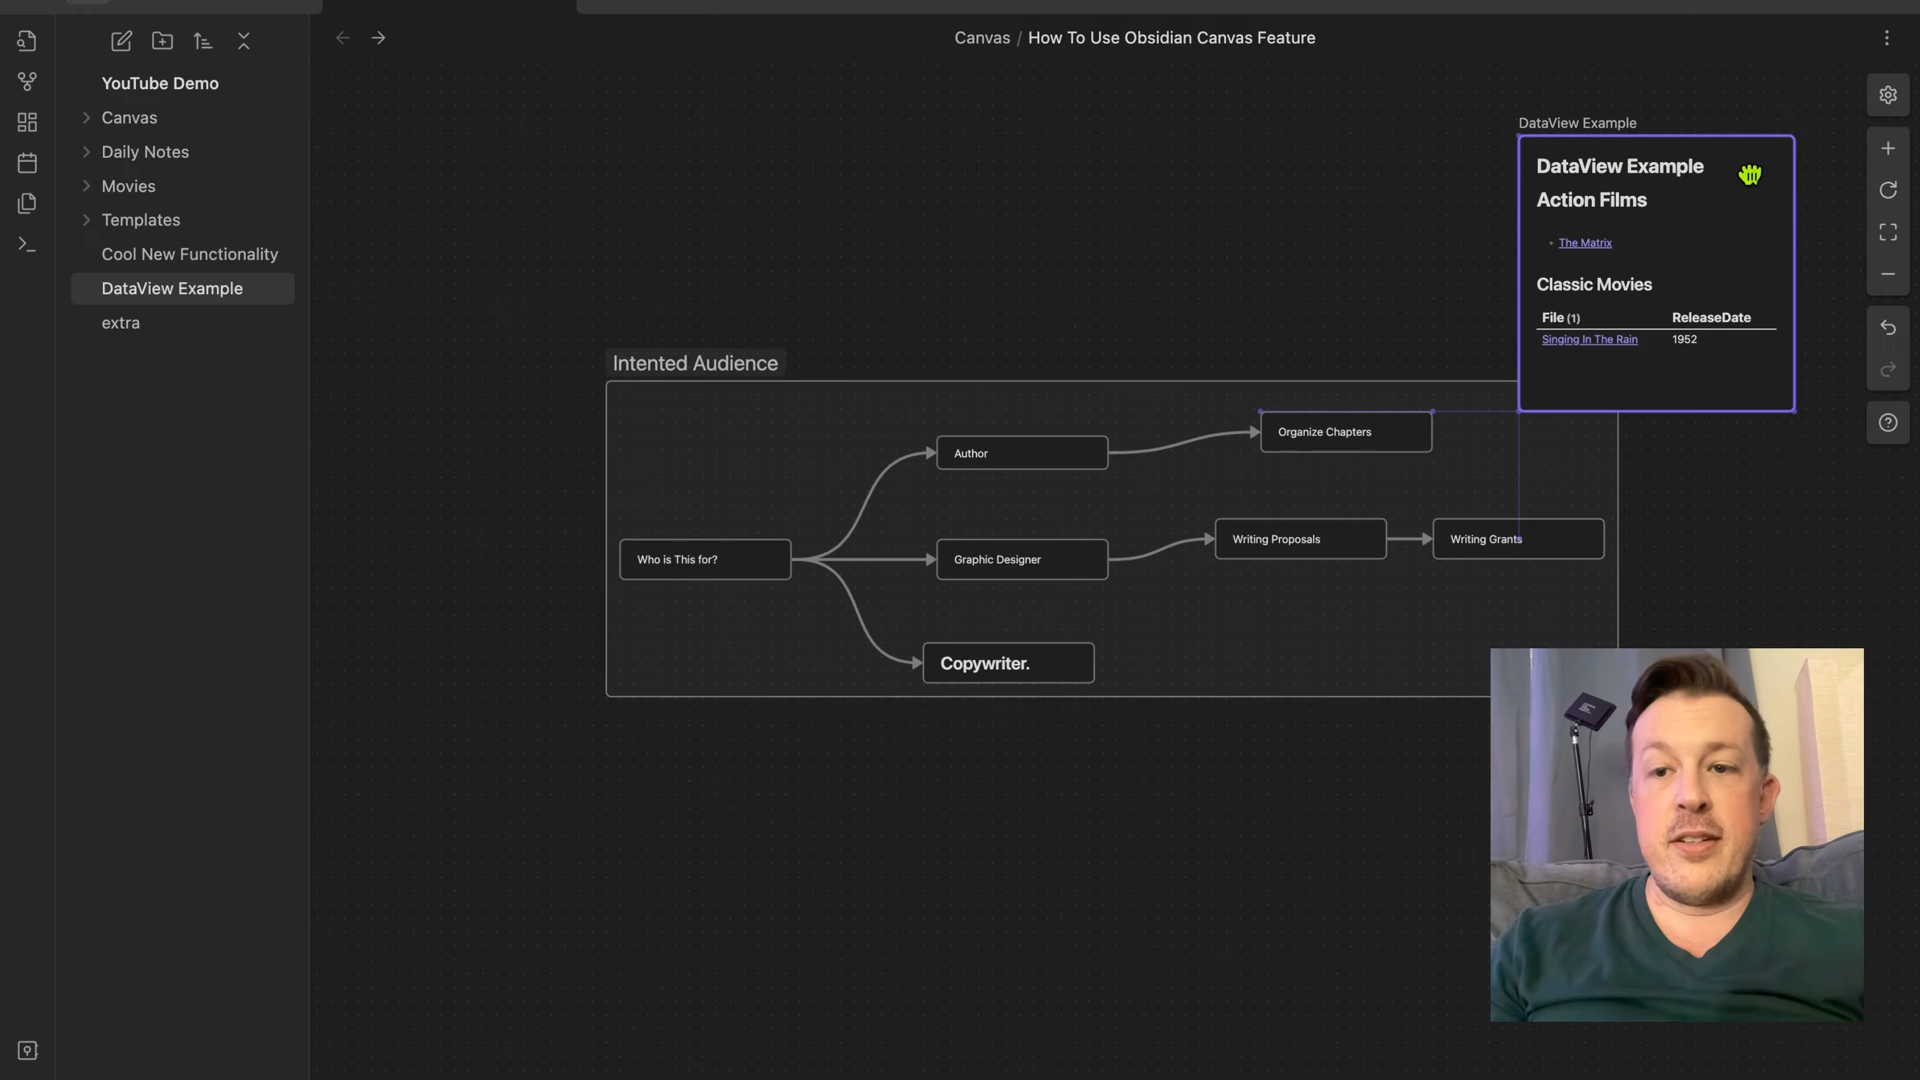 Canvas / How To Use Obsidian Canvas Feature
YouTube Demo
Canvas
Daily Notes
Movies
Templates
Cool New Functionality
DataView Example
extra
DataView Example
DataView Example
Action Films
• The Matrix
Classic Movies
File (1) ReleaseDate
Singing In The Rain 1952
Intented Audience
Organize Chapters
Author
Writing Proposals
Writing Grants
Who is This for?
Graphic Designer
Copywriter.